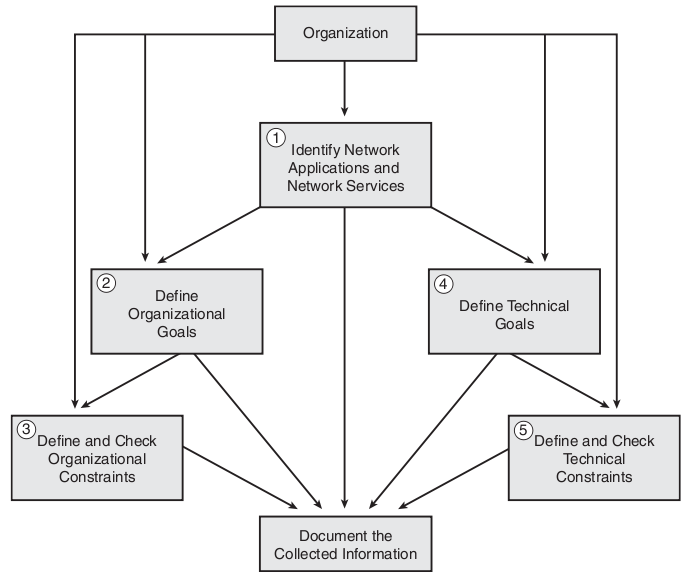 Organization
1
Identify Network
Applications and
Network Services
2
Define
Organizational
Goals
4
Define Technical
Goals
3
Define and Check
Organizational
Constraints
5
Define and Check
Technical
Constraints
Document the
Collected Information